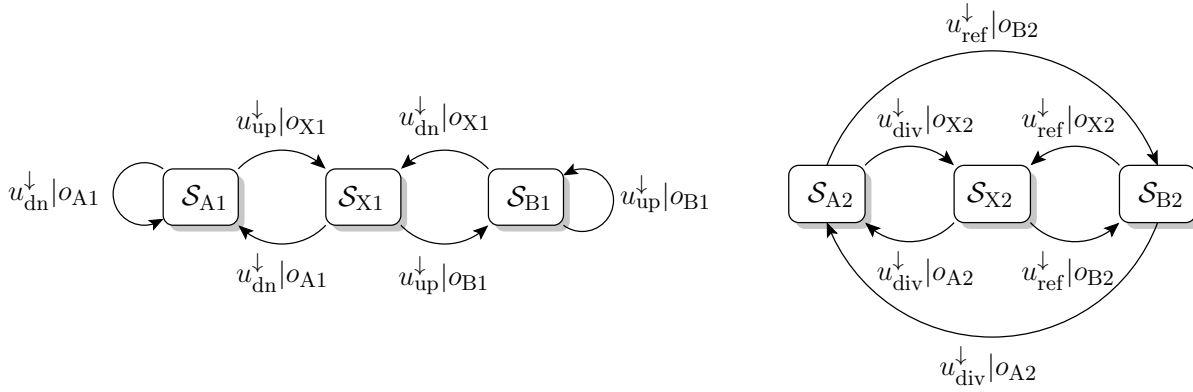 u↓ref|oB2
u↓up|oX1
u↓dn|oX1
u↓div|oX2
u↓ref|oX2
u↓dn|oA1
SA1
SX1
SB1
u↓up|oB1
SA2
SX2
SB2
u↓dn|oA1
u↓up|oB1
u↓div|oA2
u↓ref|oB2
u↓div|oA2